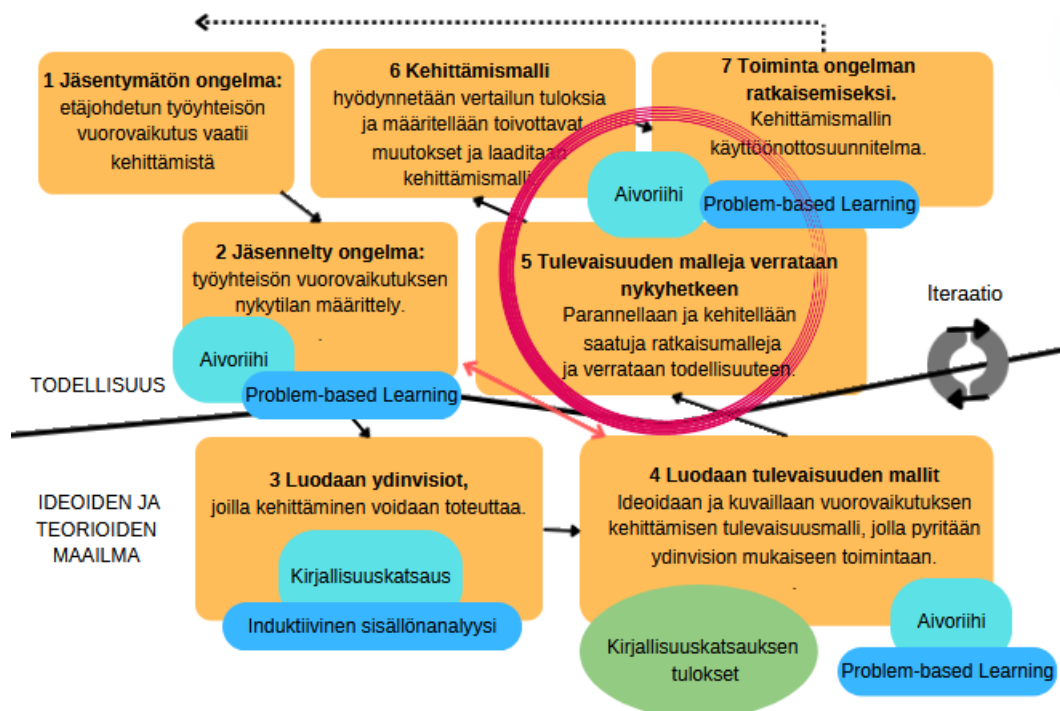 1 Jäsentymätön ongelma:
etäjohdetun työyhteisön
vuorovaikutus vaatii
kehittämistä
6 Kehittämismalli
hyödynnetään vertailun tuloksia
ja määritellään toivottavat
muutokset ja laaditaan
kehittämismalli.
7 Toiminta ongelman
ratkaisemiseksi.
Kehittämismallin
käyttöönottosuunnitelma.
Aivoriihi
Problem-based Learning
2 Jäsennelty ongelma:
työyhteisön vuorovaikutuksen
nykytilan määrittely.
.
Aivoriihi
Problem-based Learning
5 Tulevaisuuden malleja verrataan
nykyhetkeen
Parannellaan ja kehitellään
saatuja ratkaisumalleja
ja verrataan todellisuuteen.
Iteraatio
TODELLISUUS
IDEOIDEN JA
TEORIOIDEN
MAAILMA
3 Luodaan ydinvisiot,
joilla kehittäminen voidaan toteuttaa.
Kirjallisuuskatsaus
Induktiivinen sisällönanalyysi
4 Luodaan tulevaisuuden mallit
Ideoidaan ja kuvaillaan vuorovaikutuksen
kehittämisen tulevaisuusmalli, jolla pyritään
ydinvision mukaiseen toimintaan.
.
Kirjallisuuskatsauksen
tulokset
Aivoriihi
Problem-based Learning